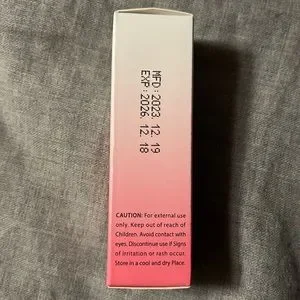 MFD:2023. 12. 19
EXP:2026. 12. 18
CAUTION: For external use
only. Keep out of reach of
Children. Avoid contact with
eyes. Discontinue use if Signs
of irritation or rash occur.
Store in a cool and dry Place.